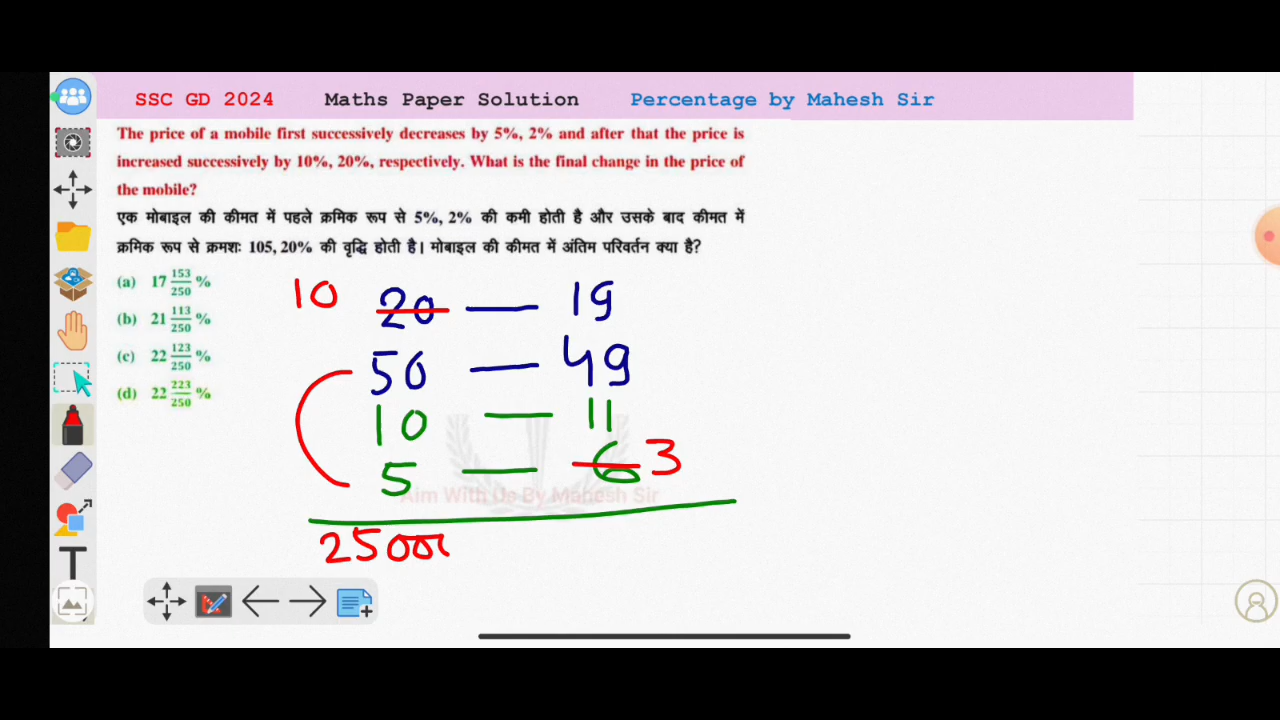 SSC GD 2024 Maths Paper Solution Percentage by Mahesh Sir
The price of a mobile first successively decreases by 5%, 2% and after that the price is
increased successively by 10%, 20%, respectively. What is the final change in the price of
the mobile?
एक मोबाइल की कीमत में पहले क्रमिक रूप से 5%, 2% की कमी होती है और उसके बाद कीमत में
क्रमिक रूप से क्रमशः 105, 20% की वृद्धि होती है। मोबाइल की कीमत में अंतिम परिवर्तन क्या है?
(a) 17 153/250 %
(b) 21 113/250 %
(c) 22 123/250 %
(d) 22 223/250 %
10 20 — 19
50 — 49
10 — 11
5 — 6 3
Aim With Us By Mahesh Sir
25000
T